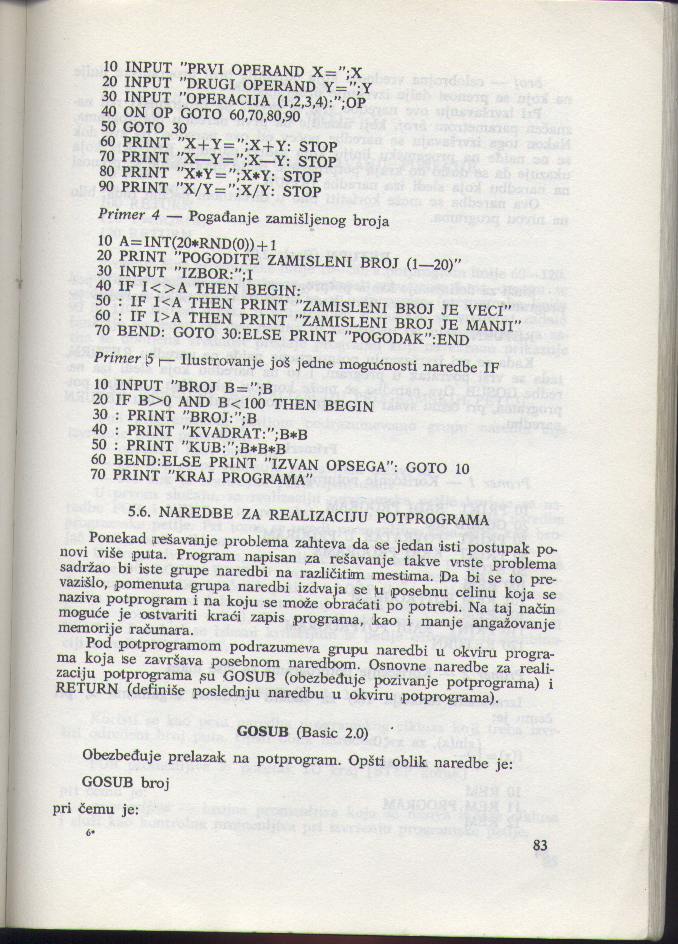 10 INPUT ”PRVI OPERAND X=”;X
20 INPUT ”DRUGI OPERAND Y=”;Y
30 INPUT ”OPERACIJA (1,2,3,4):”;OP
40 ON OP GOTO 60,70,80,90
50 GOTO 30
60 PRINT ”X+Y=”;X+Y: STOP
70 PRINT ”X—Y=”;X—Y: STOP
80 PRINT ”X*Y=”;X*Y: STOP
90 PRINT ”X/Y=”;X/Y: STOP
Primer 4 — Pogađanje zamišljenog broja
10 A=INT(20*RND(0))+1
20 PRINT ”POGODITE ZAMISLENI BROJ (1—20)”
30 INPUT ”IZBOR:”;I
40 IF I<>A THEN BEGIN:
50 : IF I<A THEN PRINT ”ZAMISLENI BROJ JE VECI”
60 : IF I>A THEN PRINT ”ZAMISLENI BROJ JE MANJI”
70 BEND: GOTO 30:ELSE PRINT ”POGODAK”:END
Primer 5 — Ilustrovanje još jedne mogućnosti naredbe IF
10 INPUT ”BROJ B=”;B
20 IF B>0 AND B<100 THEN BEGIN
30 : PRINT ”BROJ:”;B
40 : PRINT ”KVADRAT:”;B*B
50 : PRINT ”KUB:”;B*B*B
60 BEND:ELSE PRINT ”IZVAN OPSEGA”: GOTO 10
70 PRINT ”KRAJ PROGRAMA”
5.6. NAREDBE ZA REALIZACIJU POTPROGRAMA
Ponekad rešavanje problema zahteva da se jedan isti postupak po-
novi više puta. Program napisan za rešavanje takve vrste problema
sadržao bi iste grupe naredbi na različitim mestima. Da bi se to pre-
vazišlo, pomenuta grupa naredbi izdvaja se u posebnu celinu koja se
naziva potprogram i na koju se može obraćati po potrebi. Na taj način
moguće je ostvariti kraći zapis programa, kao i manje angažovanje
memorije računara.
Pod potprogramom podrazumeva grupu naredbi u okviru progra-
ma koja se završava posebnom naredbom. Osnovne naredbe za reali-
zaciju potprograma su GOSUB (obezbeđuje pozivanje potprograma) i
RETURN (definiše poslednju naredbu u okviru potprograma).
GOSUB (Basic 2.0)
Obezbeđuje prelazak na potprogram. Opšti oblik naredbe je:
GOSUB broj
pri čemu je:
6*
83